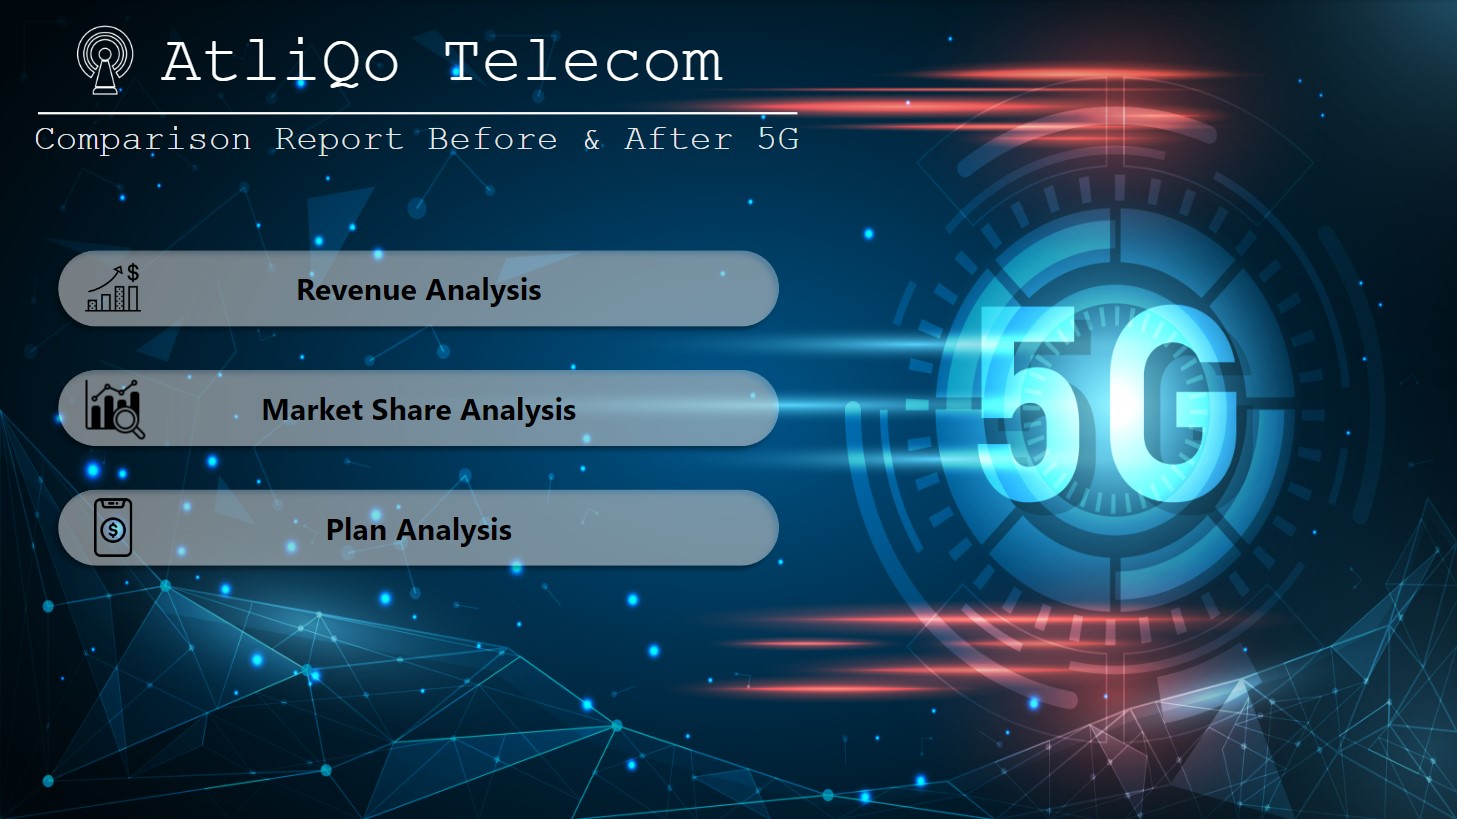 AtliQo Telecom
Comparison Report Before & After 5G
Revenue Analysis
Market Share Analysis
Plan Analysis
5G